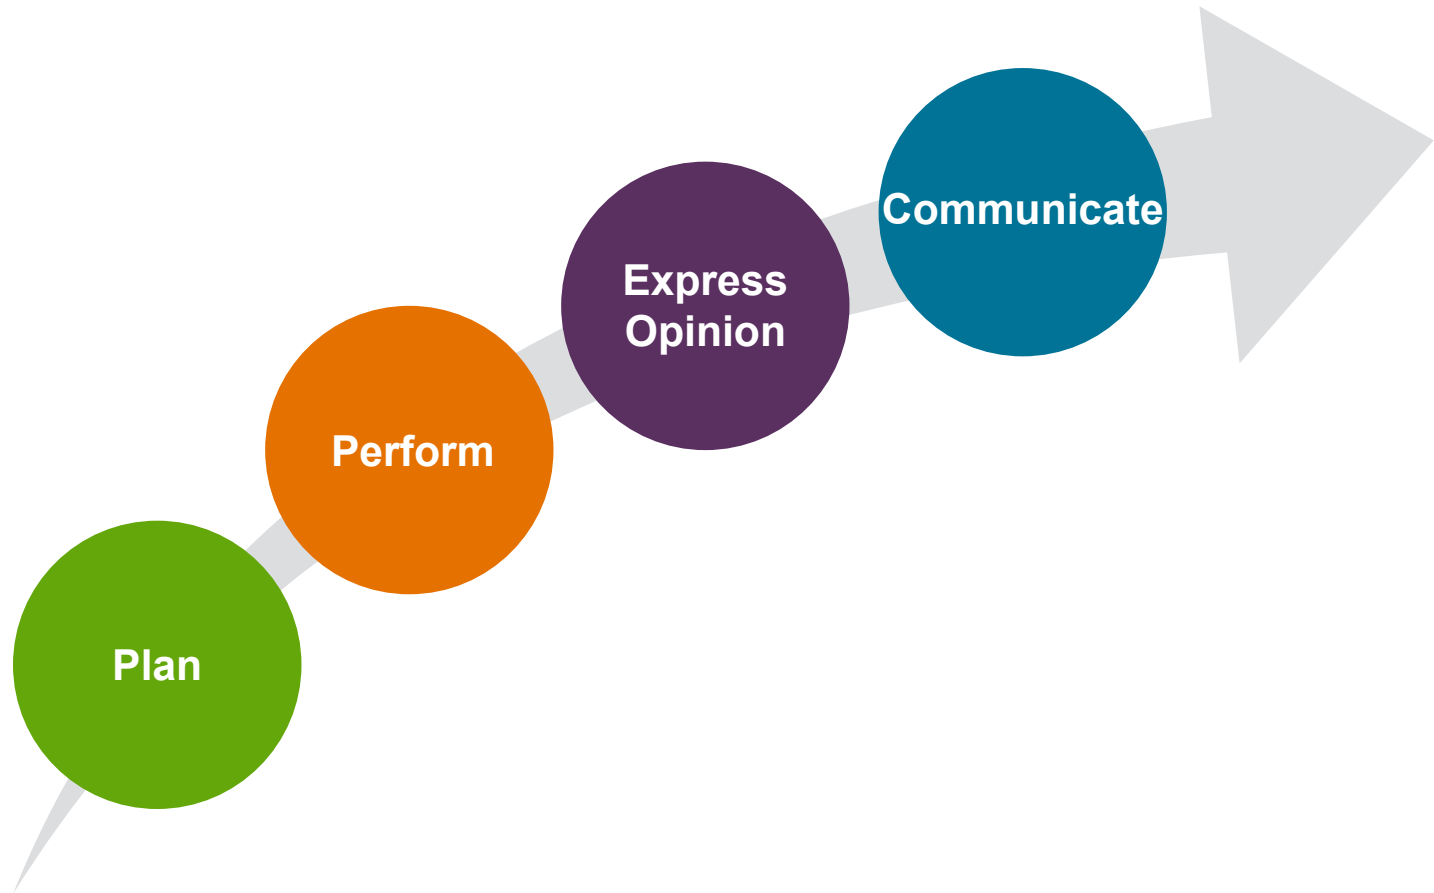 Communicate
Express
Opinion
Perform
Plan